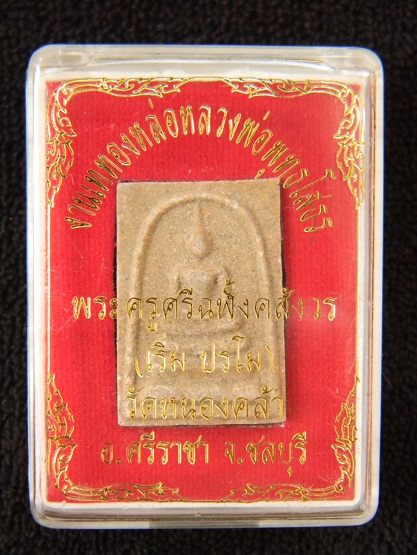 งานเททองหล่อหลวงพ่อพุทธโสธร
พระครูศรีฉฬังคสังวร
(เริ่ม ปรโม)
วัดหนองคล้า
อ.ศรีราชา จ.ชลบุรี